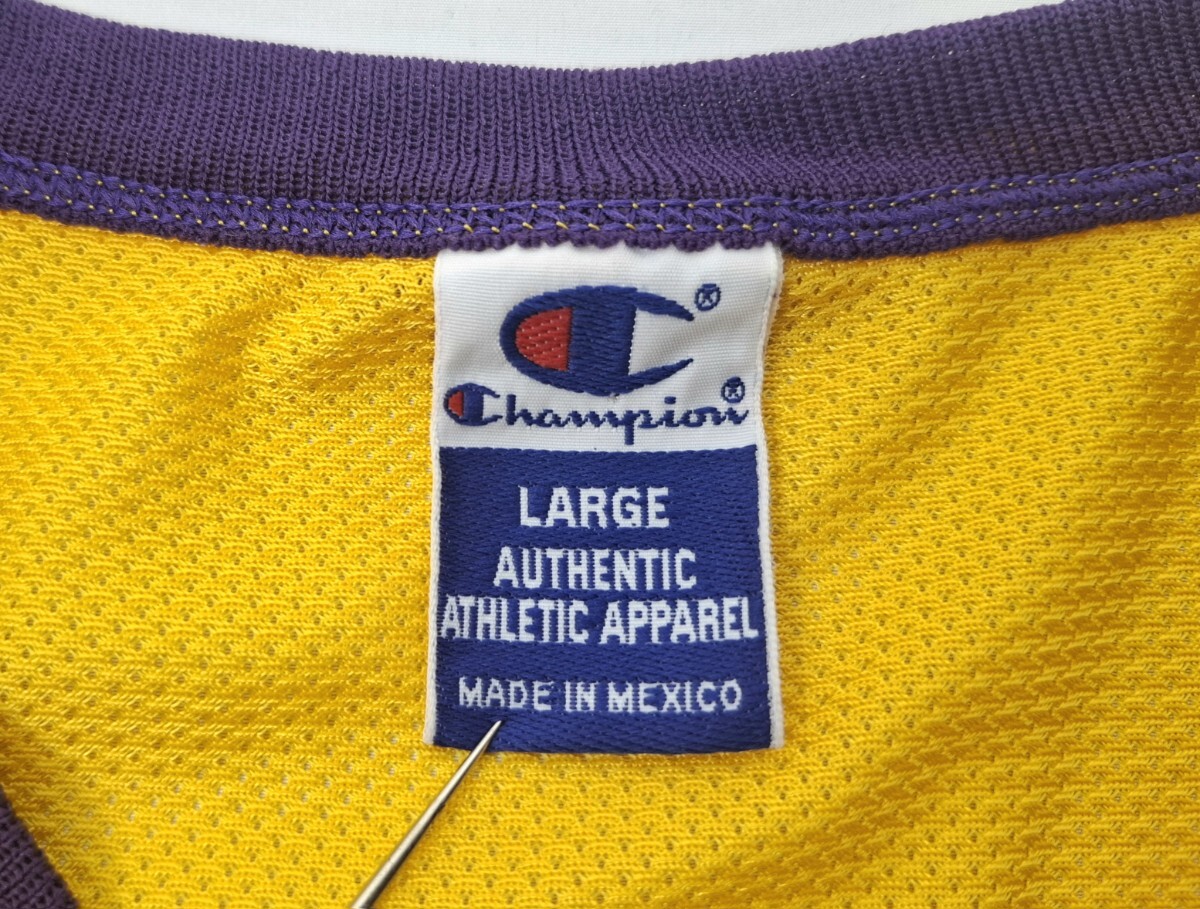 ®
Champion®
LARGE
AUTHENTIC
ATHLETIC APPAREL
MADE IN MEXICO